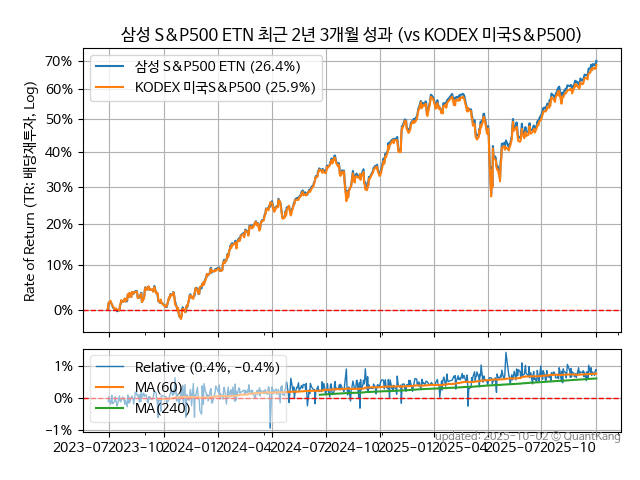 삼성 S&P500 ETN 최근 2년 3개월 성과 (vs KODEX 미국S&P500)
70%
60%
50%
40%
30%
20%
10%
0%
Rate of Return (TR: 배당재투자, Log)
삼성 S&P500 ETN (26.4%)
KODEX 미국S&P500 (25.9%)
1%
0%
−1%
Relative (0.4%, −0.4%)
MA(60)
MA(240)
2023-07
2023-10
2024-01
2024-04
2024-07
2024-10
2025-01
2025-04
2025-07
2025-10
updated: 2025-10-02 © QuantKang